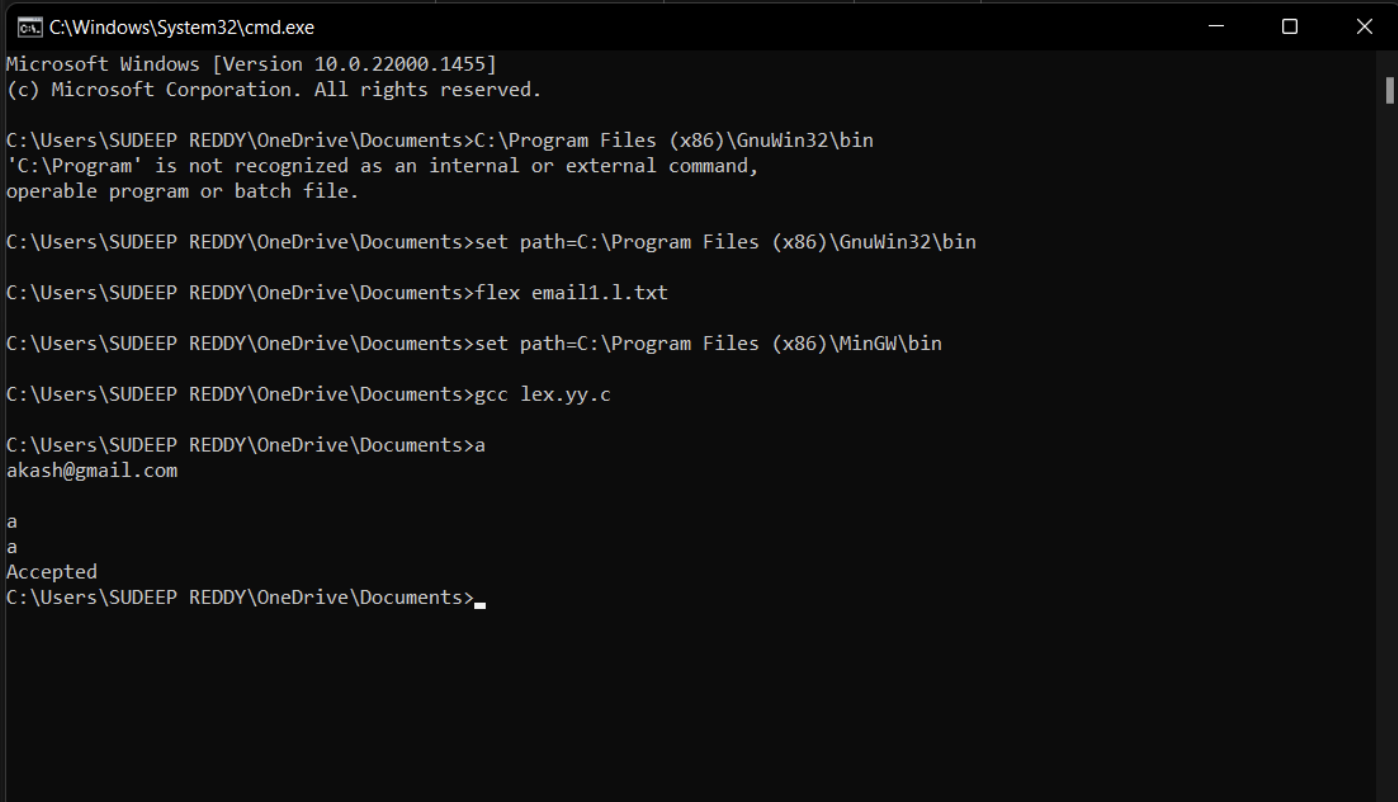 C:\Windows\System32\cmd.exe
Microsoft Windows [Version 10.0.22000.1455]
(c) Microsoft Corporation. All rights reserved.
C:\Users\SUDEEP REDDY\OneDrive\Documents>C:\Program Files (x86)\GnuWin32\bin
'C:\Program' is not recognized as an internal or external command,
operable program or batch file.
C:\Users\SUDEEP REDDY\OneDrive\Documents>set path=C:\Program Files (x86)\GnuWin32\bin
C:\Users\SUDEEP REDDY\OneDrive\Documents>flex email1.l.txt
C:\Users\SUDEEP REDDY\OneDrive\Documents>set path=C:\Program Files (x86)\MinGW\bin
C:\Users\SUDEEP REDDY\OneDrive\Documents>gcc lex.yy.c
C:\Users\SUDEEP REDDY\OneDrive\Documents>a
akash@gmail.com
a
a
Accepted
C:\Users\SUDEEP REDDY\OneDrive\Documents>